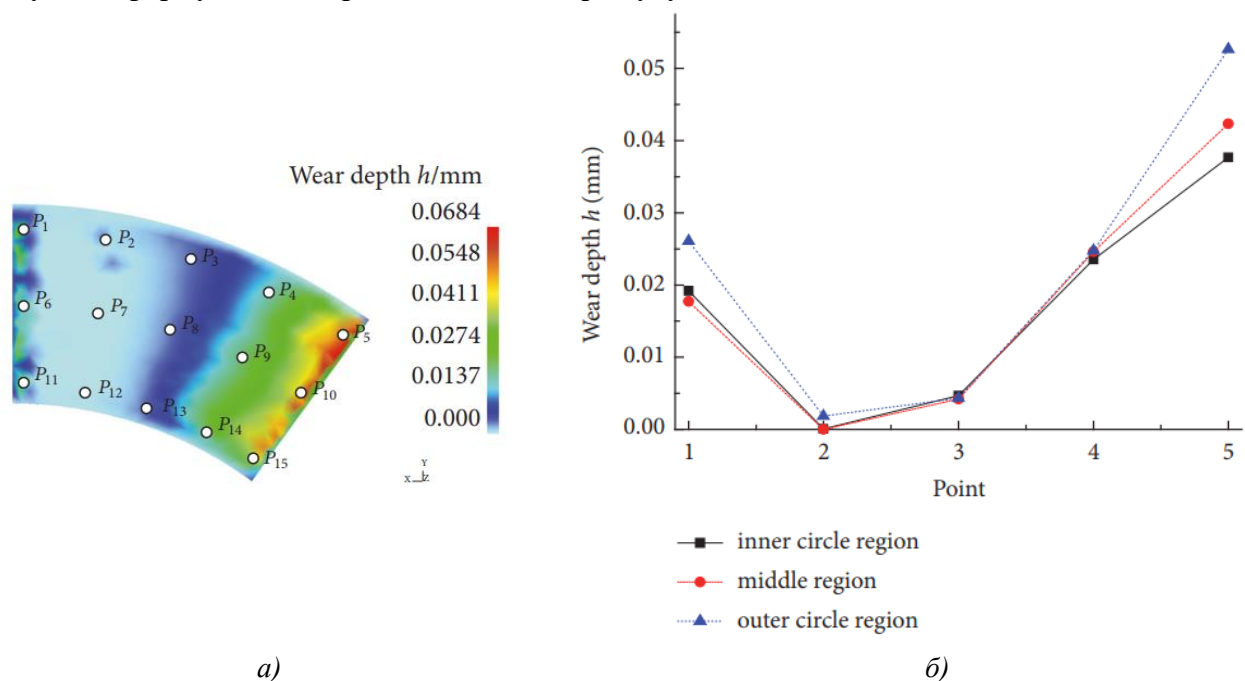 Wear depth h/mm
0.0684
0.0548
0.0411
0.0274
0.0137
0.000
P1
P2
P3
P4
P5
P6
P7
P8
P9
P10
P11
P12
P13
P14
P15
Y
X
Z
а)
Wear depth h (mm)
0.05
0.04
0.03
0.02
0.01
0.00
1 2 3 4 5
Point
inner circle region
middle region
outer circle region
б)